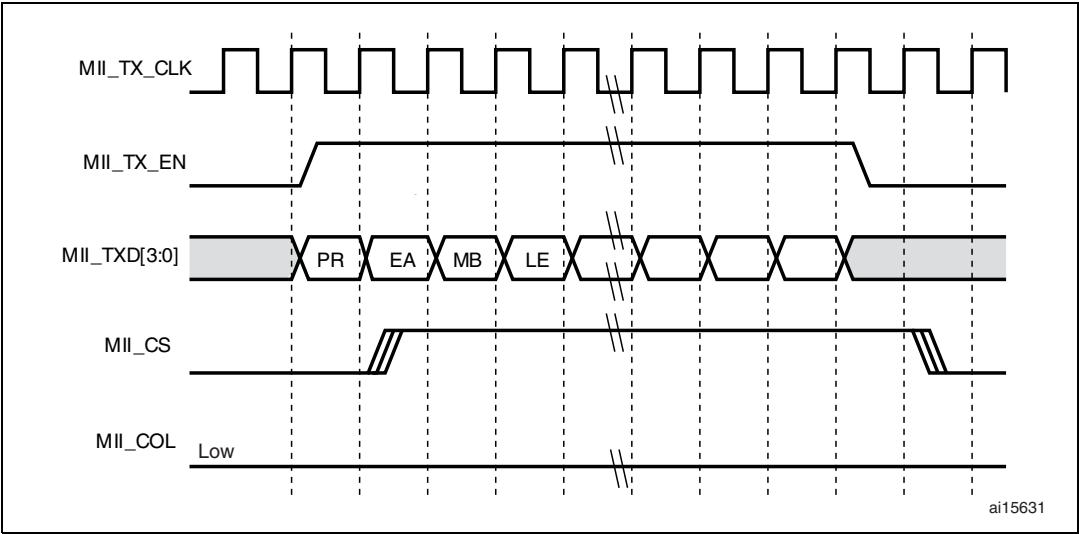 MII_TX_CLK
MII_TX_EN
MII_TXD[3:0]
PR
EA
MB
LE
MII_CS
MII_COL
Low
ai15631